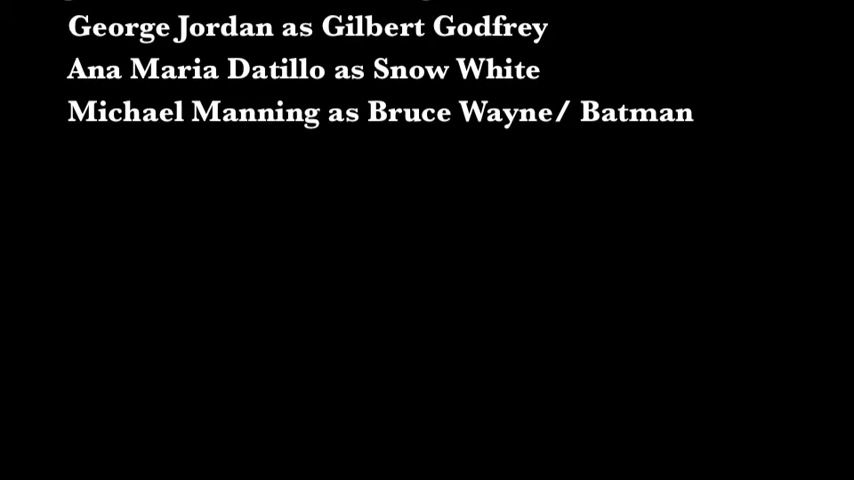 George Jordan as Gilbert Godfrey
Ana Maria Datillo as Snow White
Michael Manning as Bruce Wayne/ Batman